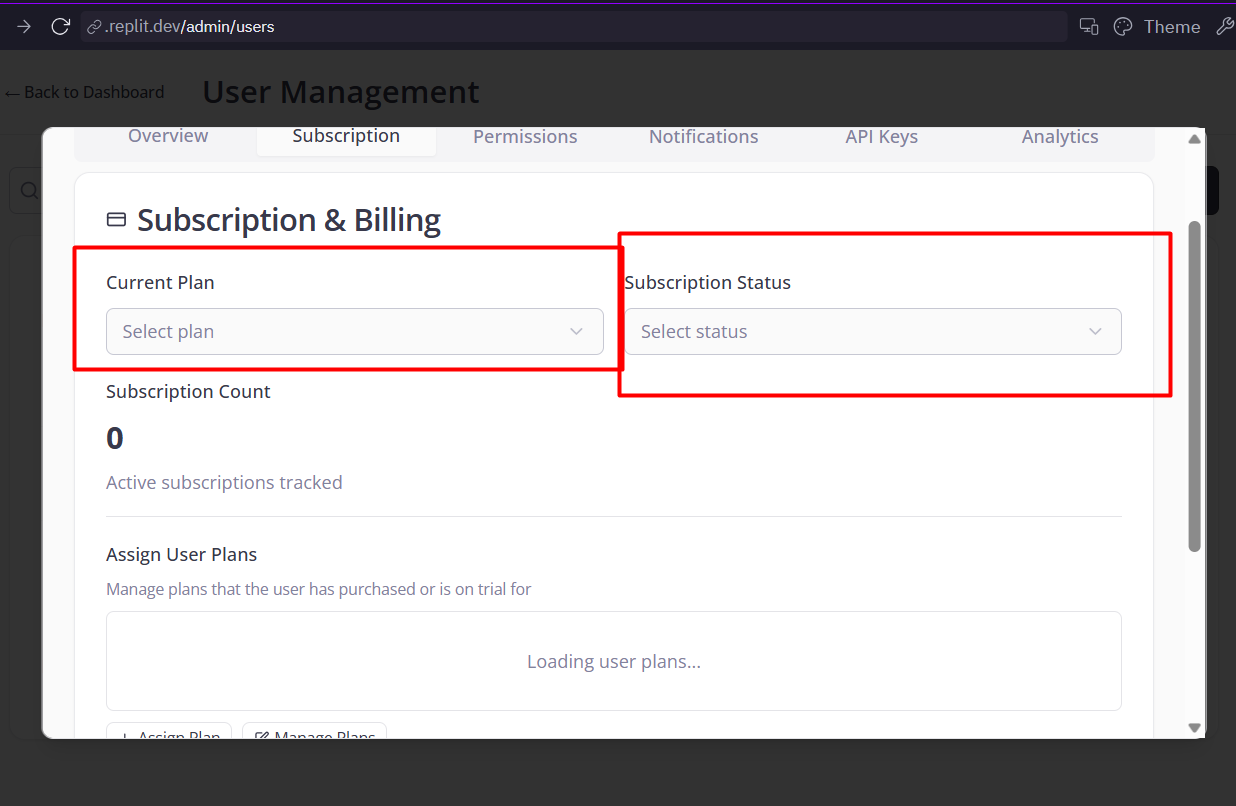 .replit.dev/admin/users
Theme
← Back to Dashboard
User Management
Overview
Subscription
Permissions
Notifications
API Keys
Analytics
Subscription & Billing
Current Plan
Subscription Status
Select plan
Select status
Subscription Count
0
Active subscriptions tracked
Assign User Plans
Manage plans that the user has purchased or is on trial for
Loading user plans...
+ Assign Plan
Manage Plans